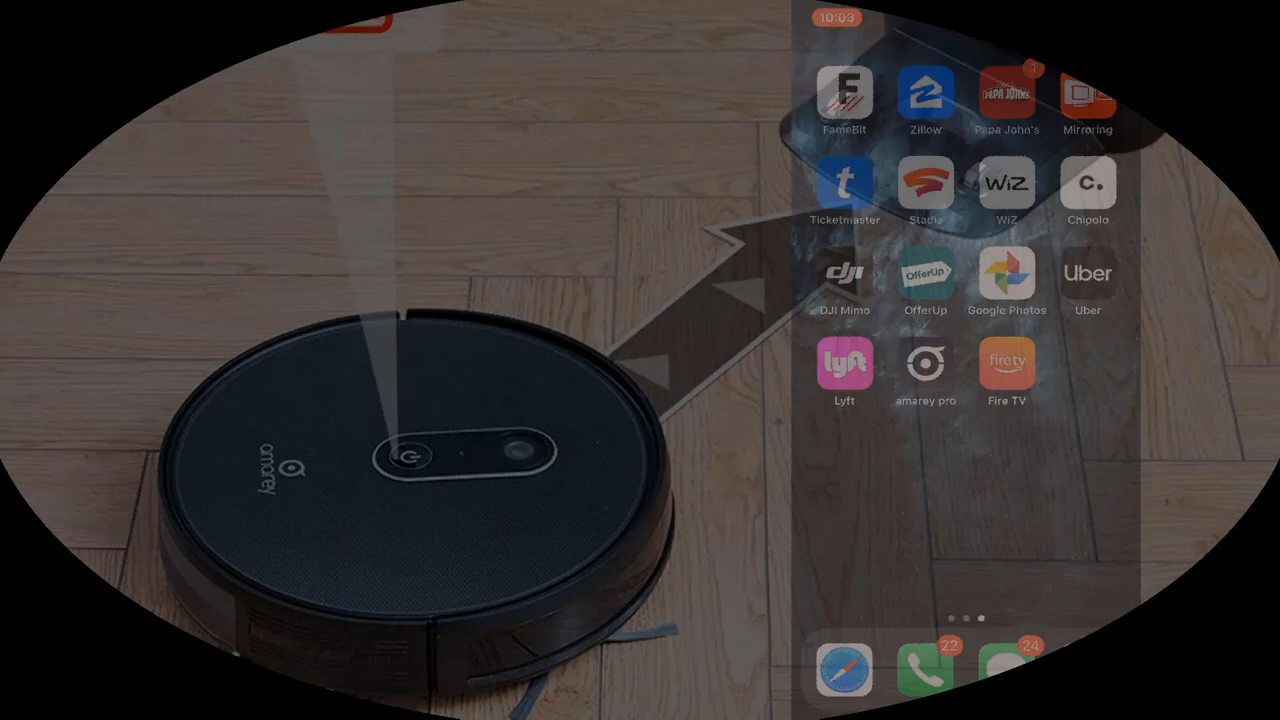 10:03
1
PAPA JOHNS
FameBit Zillow Papa John's Mirroring
t WiZ c.
Ticketmaster Stadia WiZ Chipolo
dji OfferUp Uber
DJI Mimo OfferUp Google Photos Uber
lyft fire tv
Lyft amarey pro Fire TV
amarey
22 24